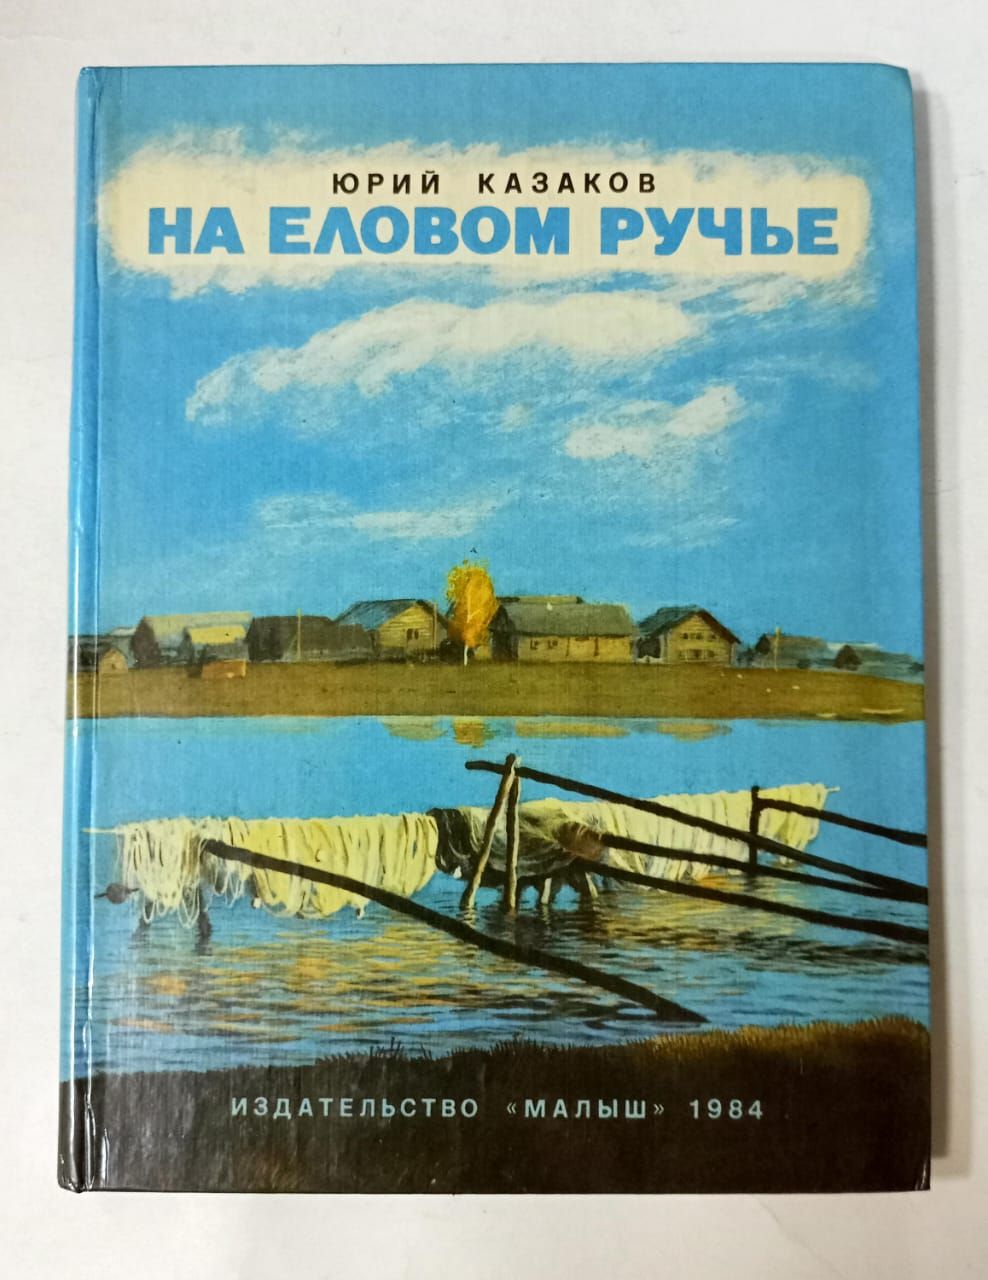 ЮРИЙ КАЗАКОВ
НА ЕЛОВОМ РУЧЬЕ
ИЗДАТЕЛЬСТВО «МАЛЫШ» 1984